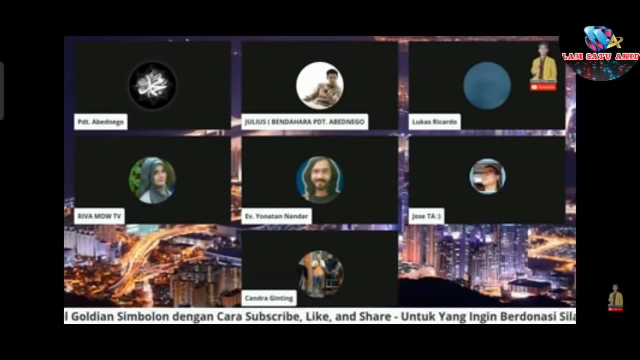 Pdt. Abednego
JULIUS ( BENDAHARA PDT. ABEDNEGO
Lukas Ricardo
RIVA MOW TV
Ev. Yonatan Nandar
Jose TA :)
Candra Ginting
l Goldian Simbolon dengan Cara Subscribe, Like, and Share - Untuk Yang Ingin Berdonasi Sila